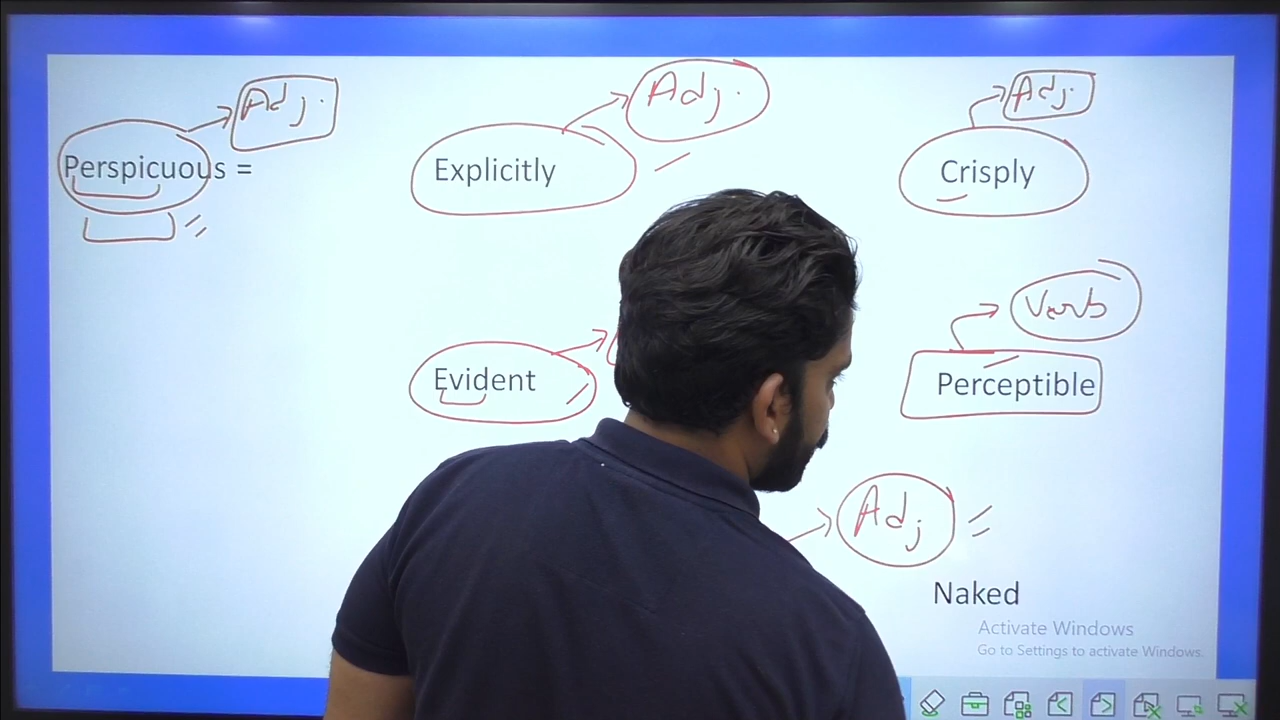 Adj.
Perspicuous =
Adj.
Explicitly
Adj.
Crisply
Evident
Verb
Perceptible
Adj
Naked
Activate Windows
Go to Settings to activate Windows.